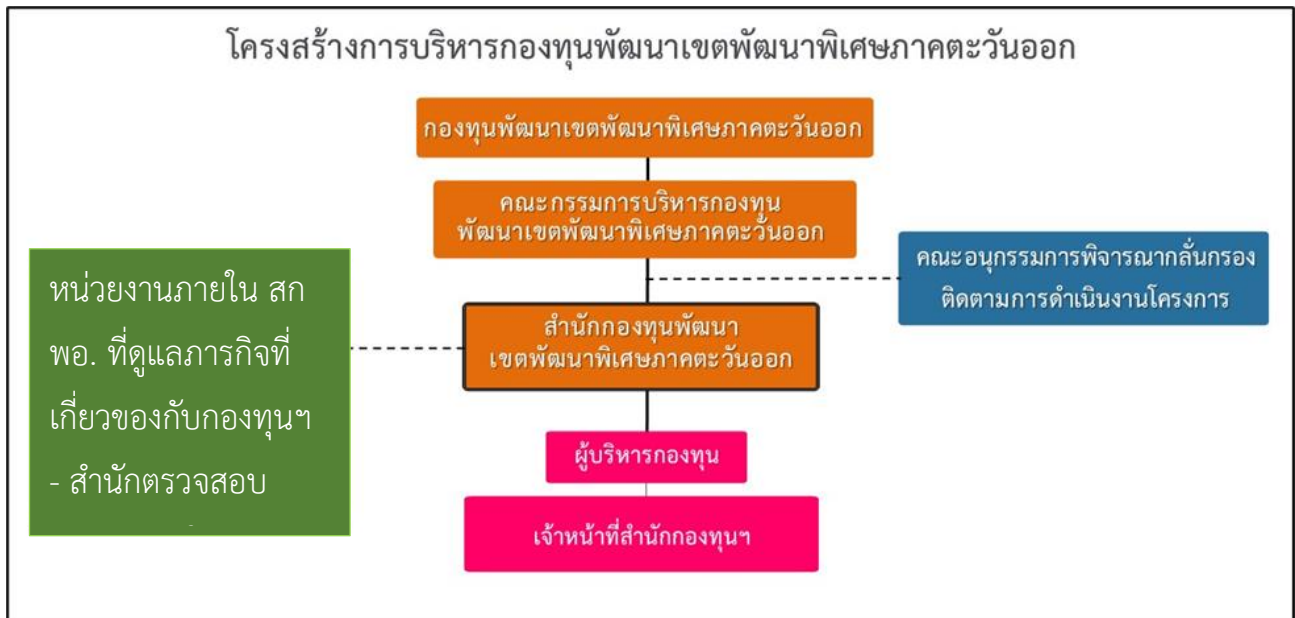 โครงสร้างการบริหารกองทุนพัฒนาเขตพัฒนาพิเศษภาคตะวันออก
กองทุนพัฒนาเขตพัฒนาพิเศษภาคตะวันออก
คณะกรรมการบริหารกองทุน
พัฒนาเขตพัฒนาพิเศษภาคตะวันออก
คณะอนุกรรมการพิจารณากลั่นกรอง
ติดตามการดำเนินงานโครงการ
หน่วยงานภายใน สก
พอ. ที่ดูแลภารกิจที่
เกี่ยวของกับกองทุนฯ
- สำนักตรวจสอบ
สำนักกองทุนพัฒนา
เขตพัฒนาพิเศษภาคตะวันออก
ผู้บริหารกองทุน
เจ้าหน้าที่สำนักกองทุนฯ